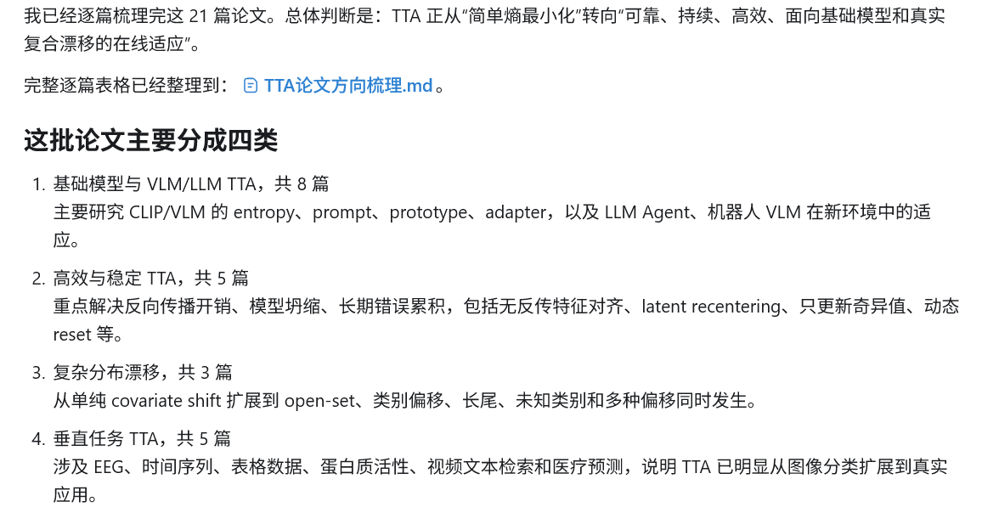 我已经逐篇梳理完这 21 篇论文。总体判断是：TTA 正从“简单熵最小化”转向“可靠、持续、高效、面向基础模型和真实
复合漂移的在线适应”。
完整逐篇表格已经整理到： TTA论文方向梳理.md。
这批论文主要分成四类
1. 基础模型与 VLM/LLM TTA，共 8 篇
主要研究 CLIP/VLM 的 entropy、prompt、prototype、adapter，以及 LLM Agent、机器人 VLM 在新环境中的适
应。
2. 高效与稳定 TTA，共 5 篇
重点解决反向传播开销、模型坍缩、长期错误累积，包括无反传特征对齐、latent recentering、只更新奇异值、动态
reset 等。
3. 复杂分布漂移，共 3 篇
从单纯 covariate shift 扩展到 open-set、类别偏移、长尾、未知类别和多种偏移同时发生。
4. 垂直任务 TTA，共 5 篇
涉及 EEG、时间序列、表格数据、蛋白质活性、视频文本检索和医疗预测，说明 TTA 已明显从图像分类扩展到真实
应用。